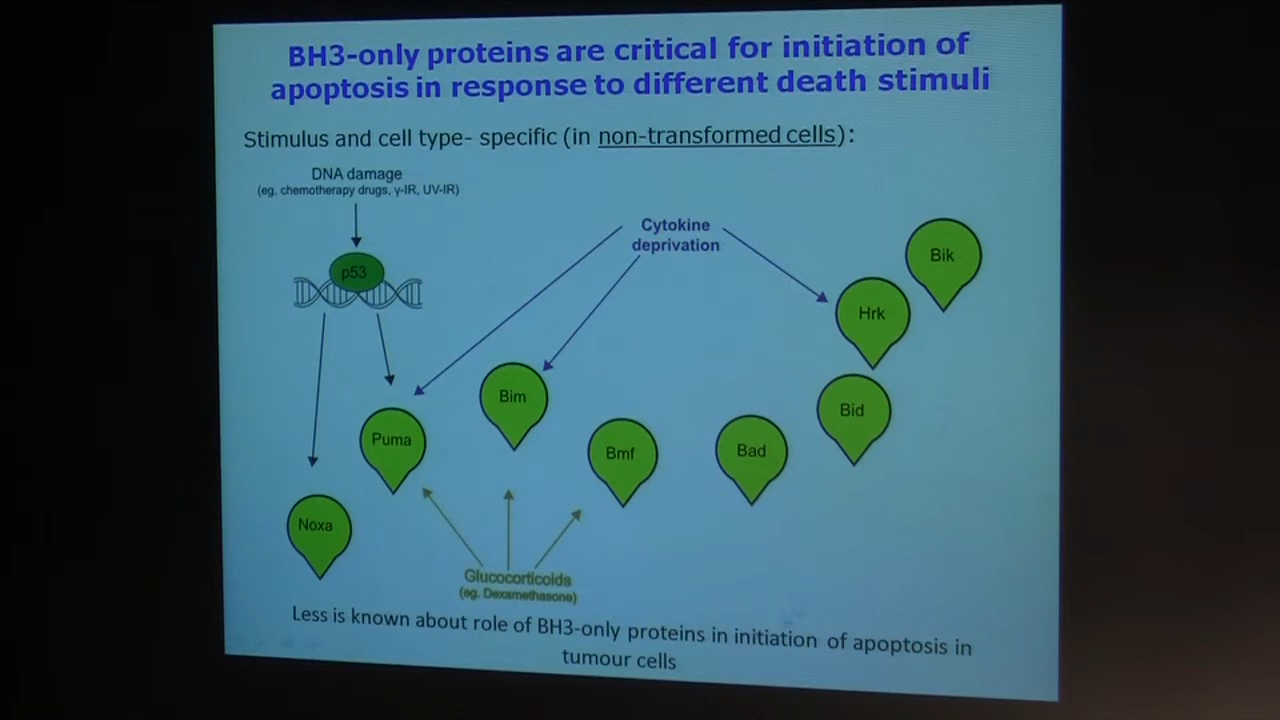 BH3-only proteins are critical for initiation of
apoptosis in response to different death stimuli
Stimulus and cell type- specific (in non-transformed cells):
DNA damage
(eg. chemotherapy drugs, γ-IR, UV-IR)
Cytokine
deprivation
p53
Bik
Hrk
Bim
Bid
Puma
Bmf
Bad
Noxa
Glucocorticoids
(eg. Dexamethasone)
Less is known about role of BH3-only proteins in initiation of apoptosis in
tumour cells